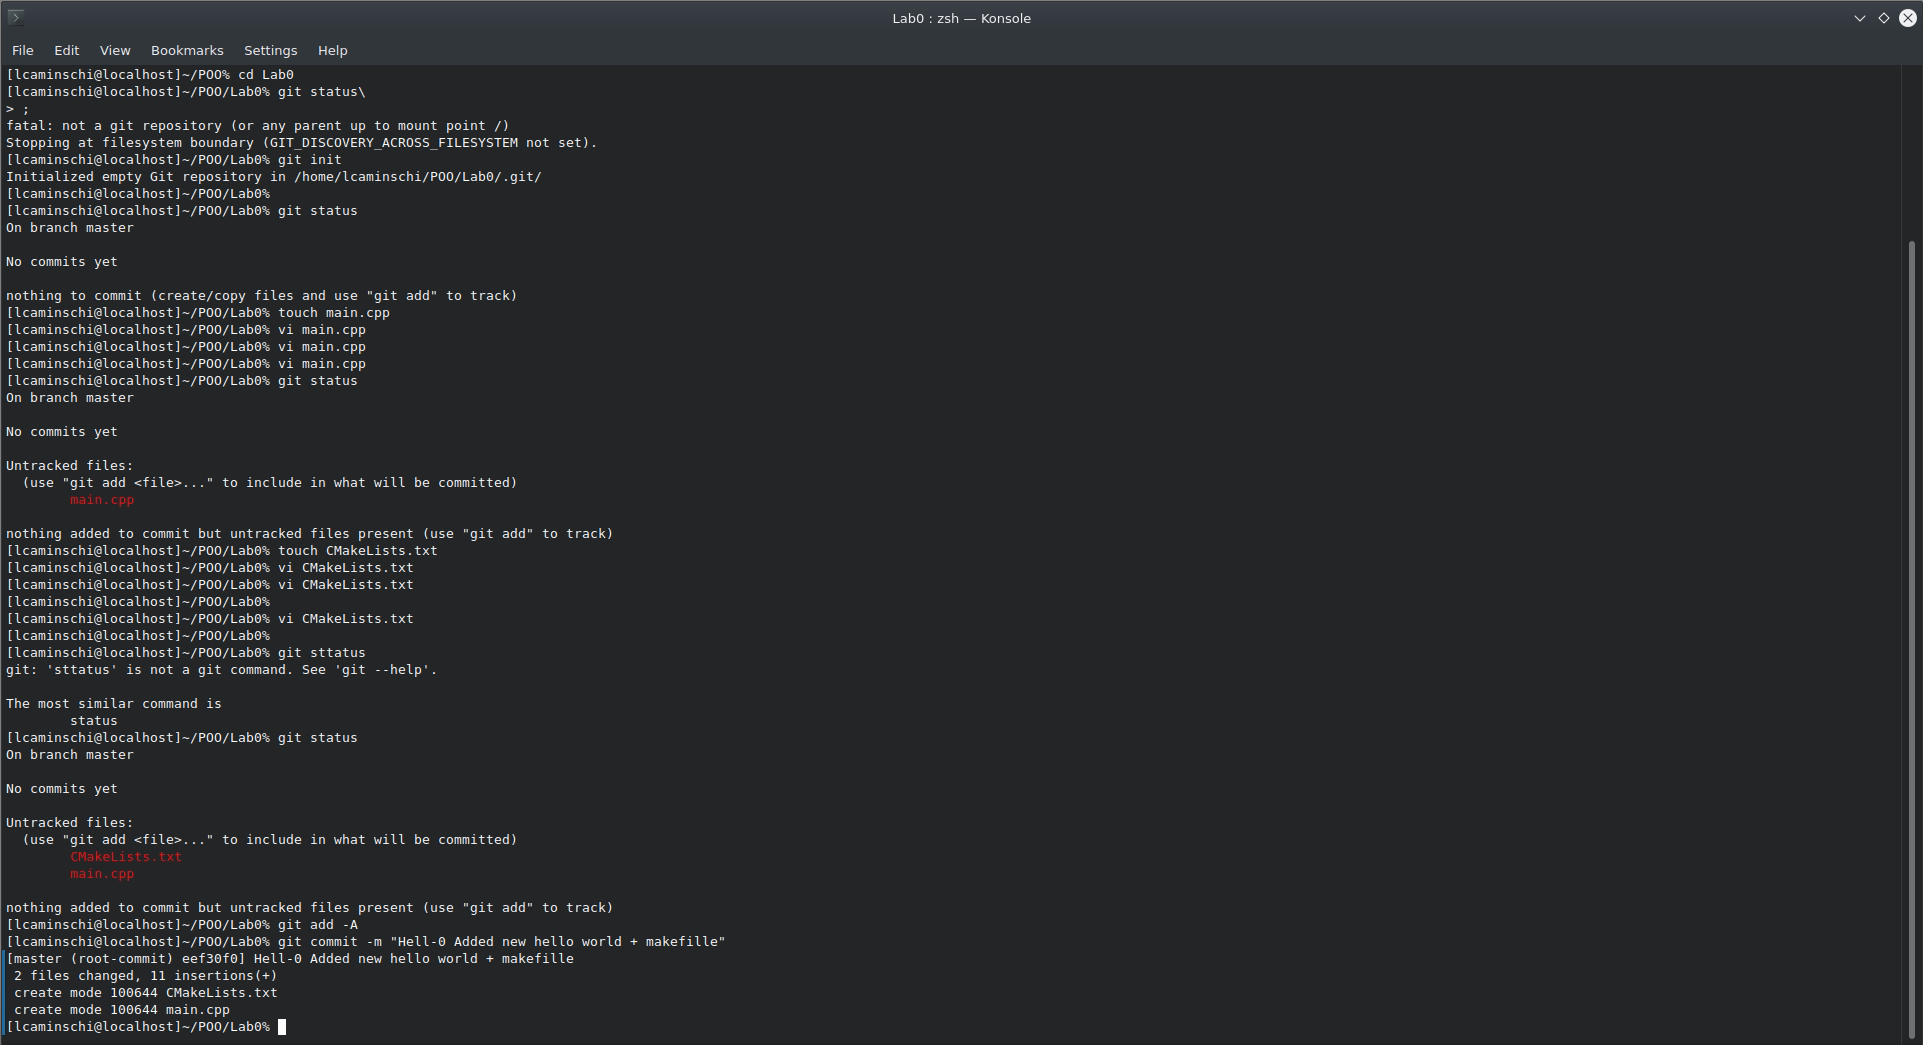 Lab0 : zsh — Konsole
File Edit View Bookmarks Settings Help
[lcaminschi@localhost]~/POO% cd Lab0
[lcaminschi@localhost]~/POO/Lab0% git status\
> ;
fatal: not a git repository (or any parent up to mount point /)
Stopping at filesystem boundary (GIT_DISCOVERY_ACROSS_FILESYSTEM not set).
[lcaminschi@localhost]~/POO/Lab0% git init
Initialized empty Git repository in /home/lcaminschi/POO/Lab0/.git/
[lcaminschi@localhost]~/POO/Lab0%
[lcaminschi@localhost]~/POO/Lab0% git status
On branch master

No commits yet

nothing to commit (create/copy files and use "git add" to track)
[lcaminschi@localhost]~/POO/Lab0% touch main.cpp
[lcaminschi@localhost]~/POO/Lab0% vi main.cpp
[lcaminschi@localhost]~/POO/Lab0% vi main.cpp
[lcaminschi@localhost]~/POO/Lab0% vi main.cpp
[lcaminschi@localhost]~/POO/Lab0% git status
On branch master

No commits yet

Untracked files:
  (use "git add <file>..." to include in what will be committed)
        main.cpp

nothing added to commit but untracked files present (use "git add" to track)
[lcaminschi@localhost]~/POO/Lab0% touch CMakeLists.txt
[lcaminschi@localhost]~/POO/Lab0% vi CMakeLists.txt
[lcaminschi@localhost]~/POO/Lab0% vi CMakeLists.txt
[lcaminschi@localhost]~/POO/Lab0%
[lcaminschi@localhost]~/POO/Lab0% vi CMakeLists.txt
[lcaminschi@localhost]~/POO/Lab0%
[lcaminschi@localhost]~/POO/Lab0% git sttatus
git: 'sttatus' is not a git command. See 'git --help'.

The most similar command is
        status
[lcaminschi@localhost]~/POO/Lab0% git status
On branch master

No commits yet

Untracked files:
  (use "git add <file>..." to include in what will be committed)
        CMakeLists.txt
        main.cpp

nothing added to commit but untracked files present (use "git add" to track)
[lcaminschi@localhost]~/POO/Lab0% git add -A
[lcaminschi@localhost]~/POO/Lab0% git commit -m "Hell-0 Added new hello world + makefille"
[master (root-commit) eef30f0] Hell-0 Added new hello world + makefille
 2 files changed, 11 insertions(+)
 create mode 100644 CMakeLists.txt
 create mode 100644 main.cpp
[lcaminschi@localhost]~/POO/Lab0%